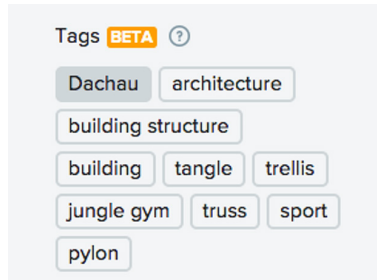 Tags BETA ?
Dachau architecture
building structure
building tangle trellis
jungle gym truss sport
pylon